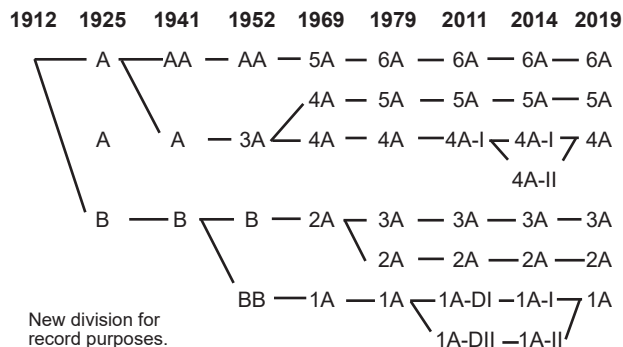 1912 1925 1941 1952 1969 1979 2011 2014 2019
A AA AA 5A 6A 6A 6A 6A
4A 5A 5A 5A 5A
A A 3A 4A 4A 4A-I 4A-I 4A
4A-II
B B B 2A 3A 3A 3A 3A
2A 2A 2A 2A
BB 1A 1A 1A-DI 1A-I 1A
New division for
record purposes.
1A-DII 1A-II